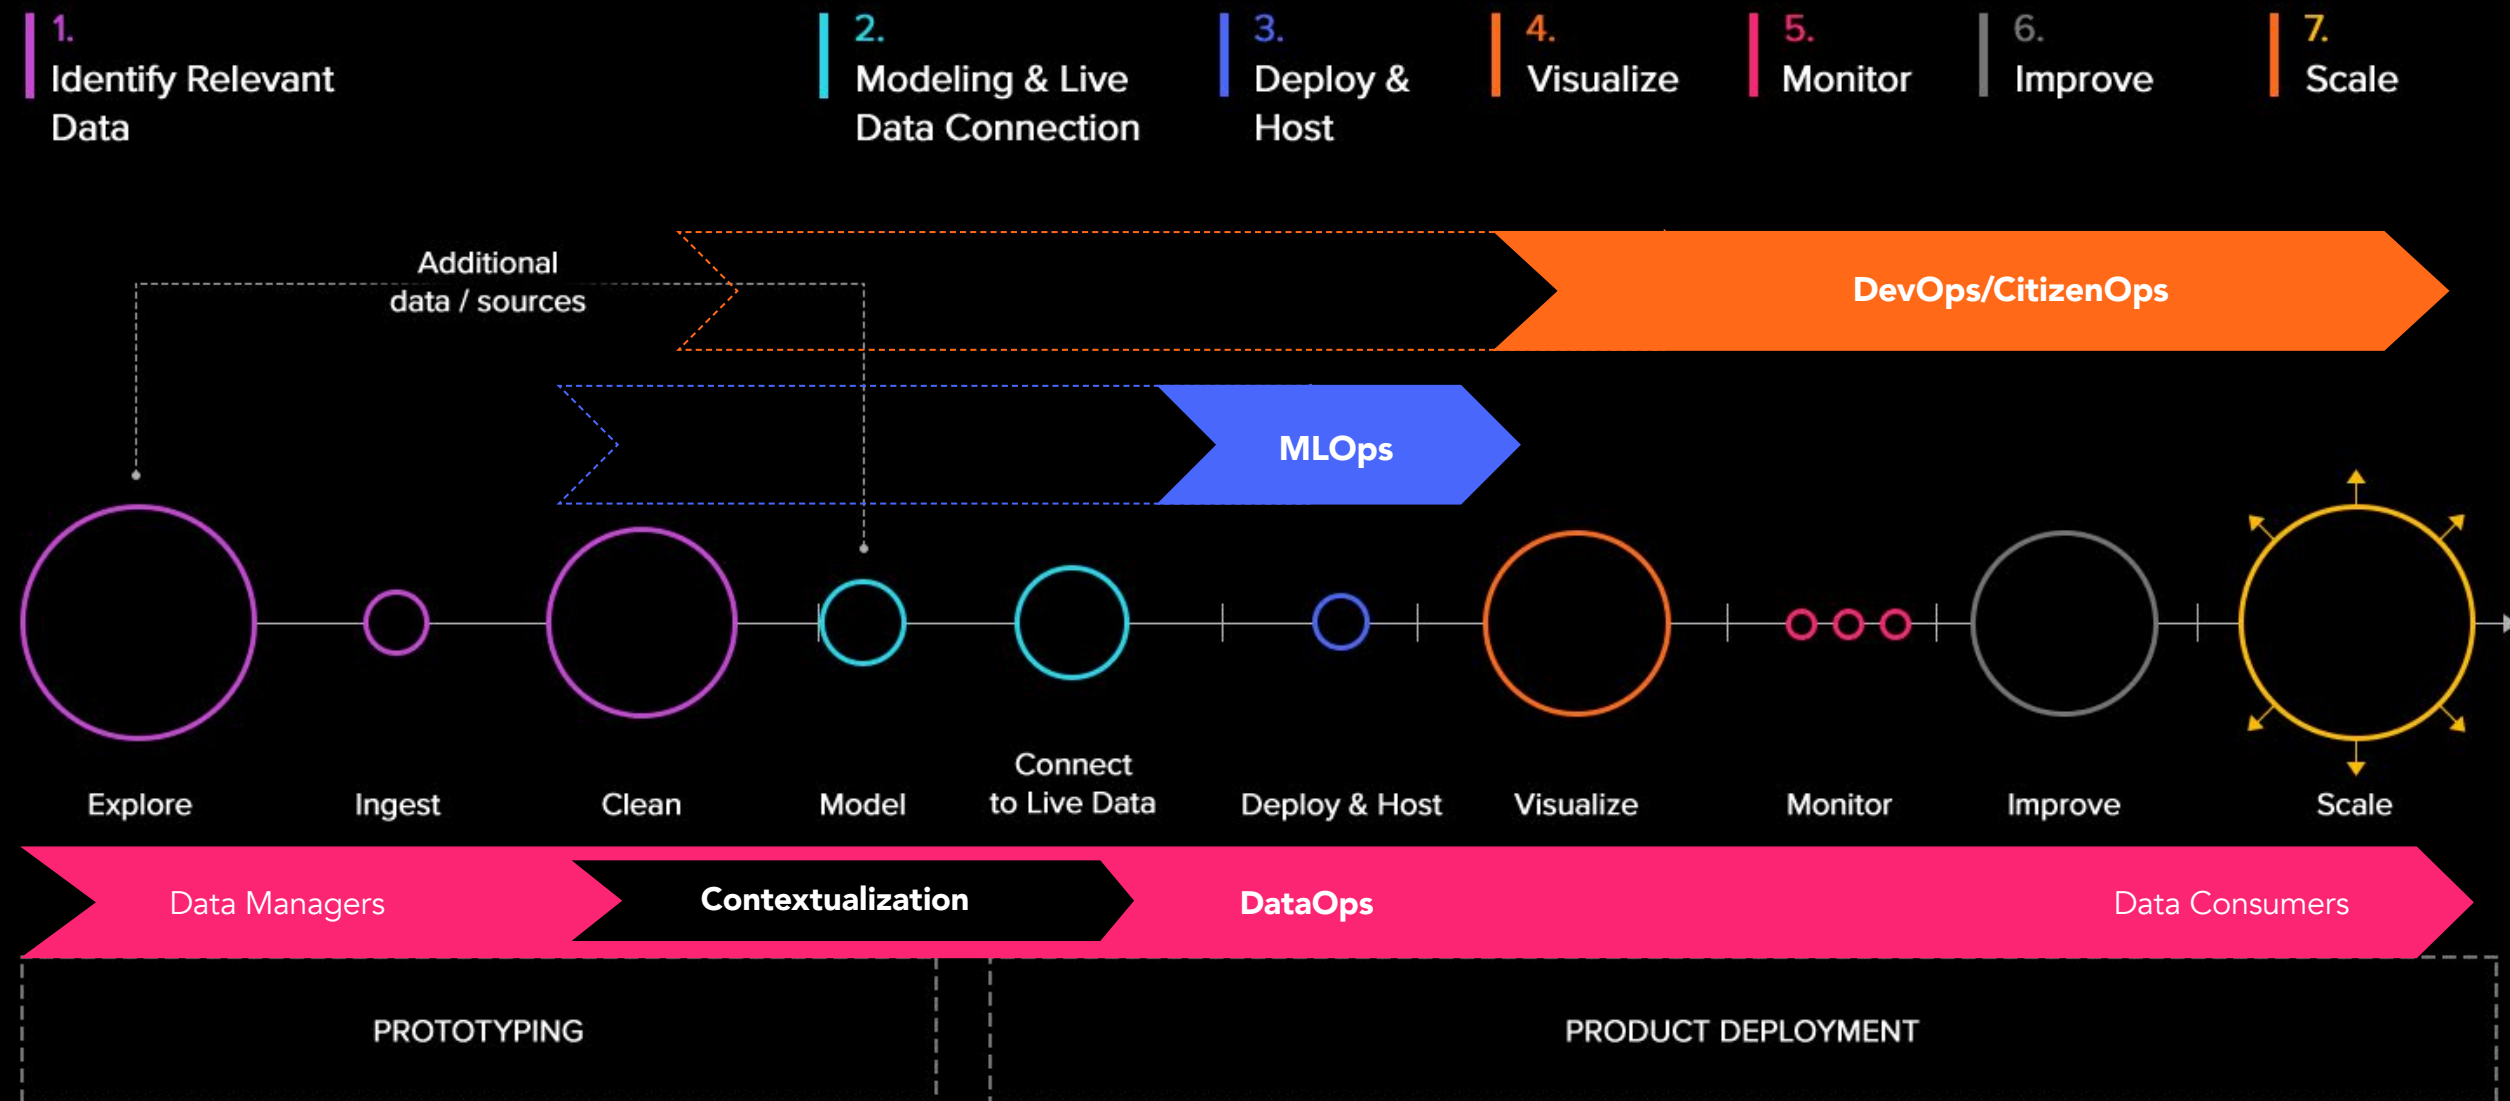 1.
Identify Relevant
Data
2.
Modeling & Live
Data Connection
3.
Deploy &
Host
4.
Visualize
5.
Monitor
6.
Improve
7.
Scale
Additional
data / sources
DevOps/CitizenOps
MLOps
Explore
Ingest
Clean
Model
Connect
to Live Data
Deploy & Host
Visualize
Monitor
Improve
Scale
Data Managers
Contextualization
DataOps
Data Consumers
PROTOTYPING
PRODUCT DEPLOYMENT